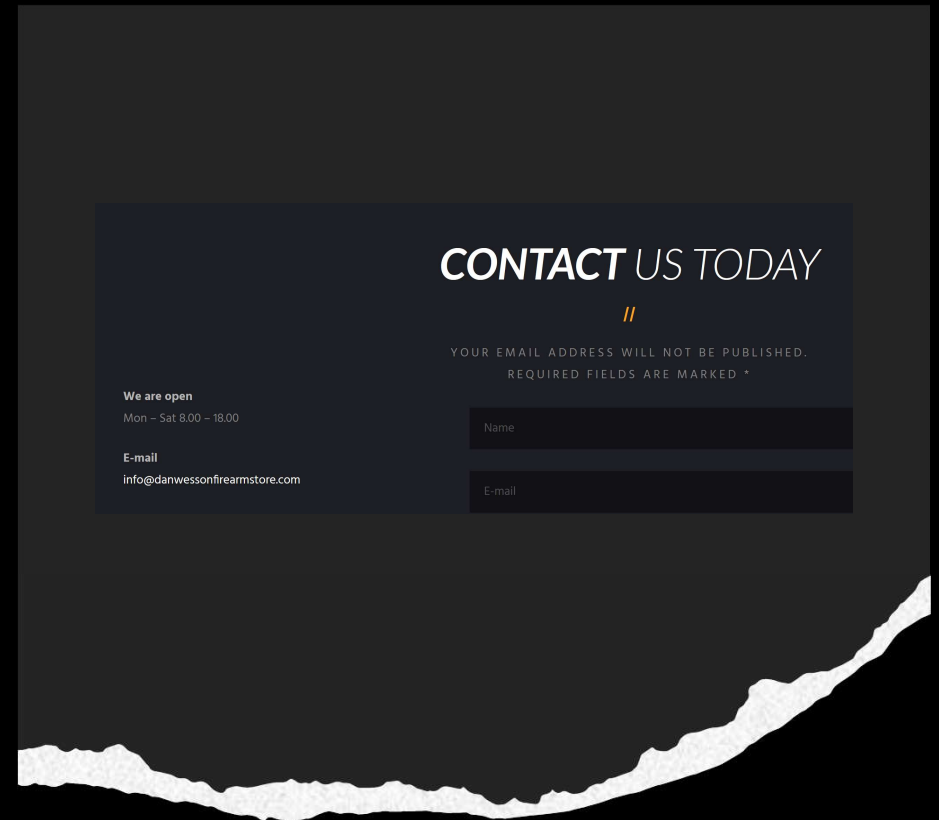 CONTACT US TODAY
//
YOUR EMAIL ADDRESS WILL NOT BE PUBLISHED.
REQUIRED FIELDS ARE MARKED *
We are open
Mon – Sat 8.00 – 18.00
E-mail
info@danwessonfirearmstore.com
Name
E-mail